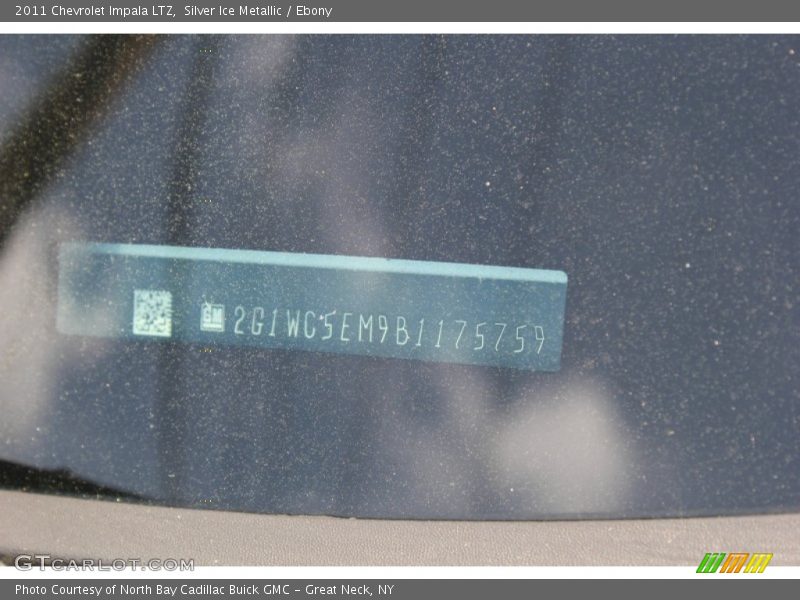 2011 Chevrolet Impala LTZ, Silver Ice Metallic / Ebony
GM 2G1WC5EM9B1175759
GTCARLOT.COM
Photo Courtesy of North Bay Cadillac Buick GMC - Great Neck, NY